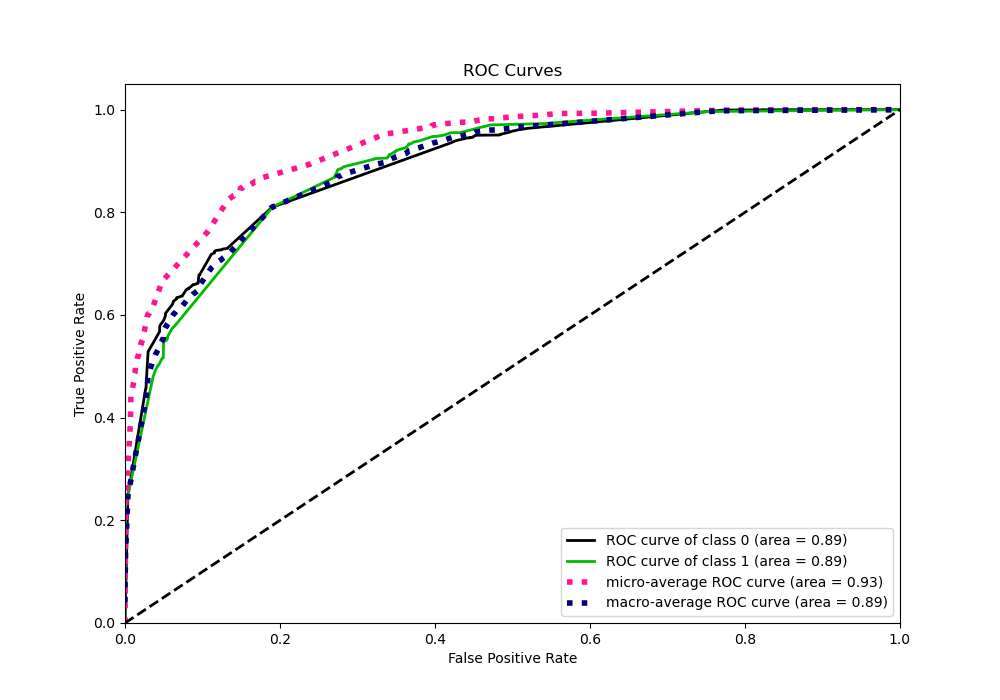 ROC Curves
True Positive Rate
1.0
0.8
0.6
0.4
0.2
0.0
0.0 0.2 0.4 0.6 0.8 1.0
False Positive Rate
ROC curve of class 0 (area = 0.89)
ROC curve of class 1 (area = 0.89)
micro-average ROC curve (area = 0.93)
macro-average ROC curve (area = 0.89)